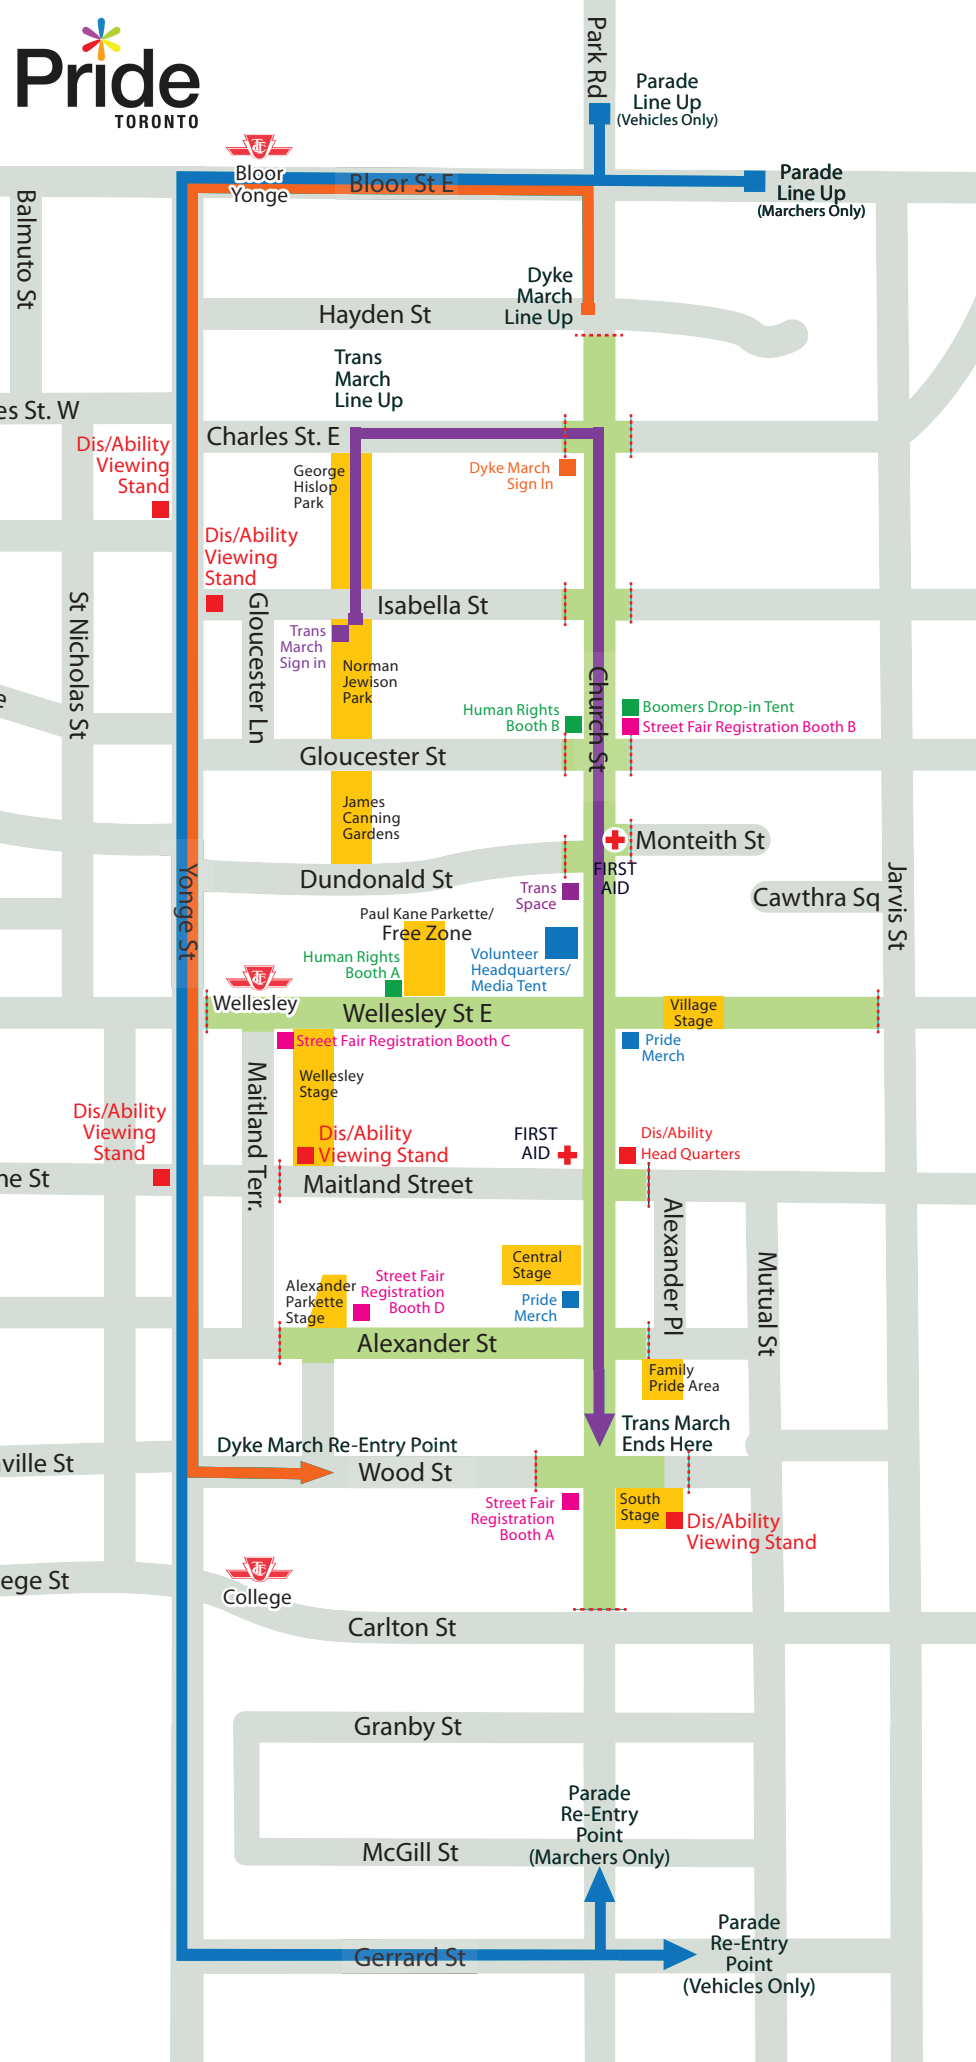 Pride
TORONTO
Park Rd
Parade
Line Up
(Vehicles Only)
TTC
Bloor
Yonge
Bloor St E
Parade
Line Up
(Marchers Only)
Balmuto St
Dyke
March
Line Up
Hayden St
Trans
March
Line Up
es St. W
Charles St. E
Dis/Ability
Viewing
Stand
George
Hislop
Park
Dyke March
Sign In
Dis/Ability
Viewing
Stand
St Nicholas St
Gloucester Ln
Isabella St
Trans
March
Sign in
Norman
Jewison
Park
Church St
Human Rights
Booth B
Boomers Drop-in Tent
Street Fair Registration Booth B
e
Gloucester St
James
Canning
Gardens
Monteith St
FIRST
AID
Yonge St
Dundonald St
Trans
Space
Cawthra Sq
Jarvis St
Paul Kane Parkette/
Free Zone
Human Rights
Booth A
Volunteer
Headquarters/
Media Tent
TTC
Wellesley
Wellesley St E
Village
Stage
Street Fair Registration Booth C
Pride
Merch
Maitland Terr.
Wellesley
Stage
Dis/Ability
Viewing
Stand
Dis/Ability
Viewing Stand
FIRST
AID
Dis/Ability
Head Quarters
ne St
Maitland Street
Alexander Pl
Mutual St
Central
Stage
Street Fair
Registration
Booth D
Alexander
Parkette
Stage
Pride
Merch
Alexander St
Family
Pride Area
Trans March
Ends Here
Dyke March Re-Entry Point
ville St
Wood St
Street Fair
Registration
Booth A
South
Stage
Dis/Ability
Viewing Stand
TTC
College
ege St
Carlton St
Granby St
Parade
Re-Entry
Point
(Marchers Only)
McGill St
Parade
Re-Entry
Point
(Vehicles Only)
Gerrard St